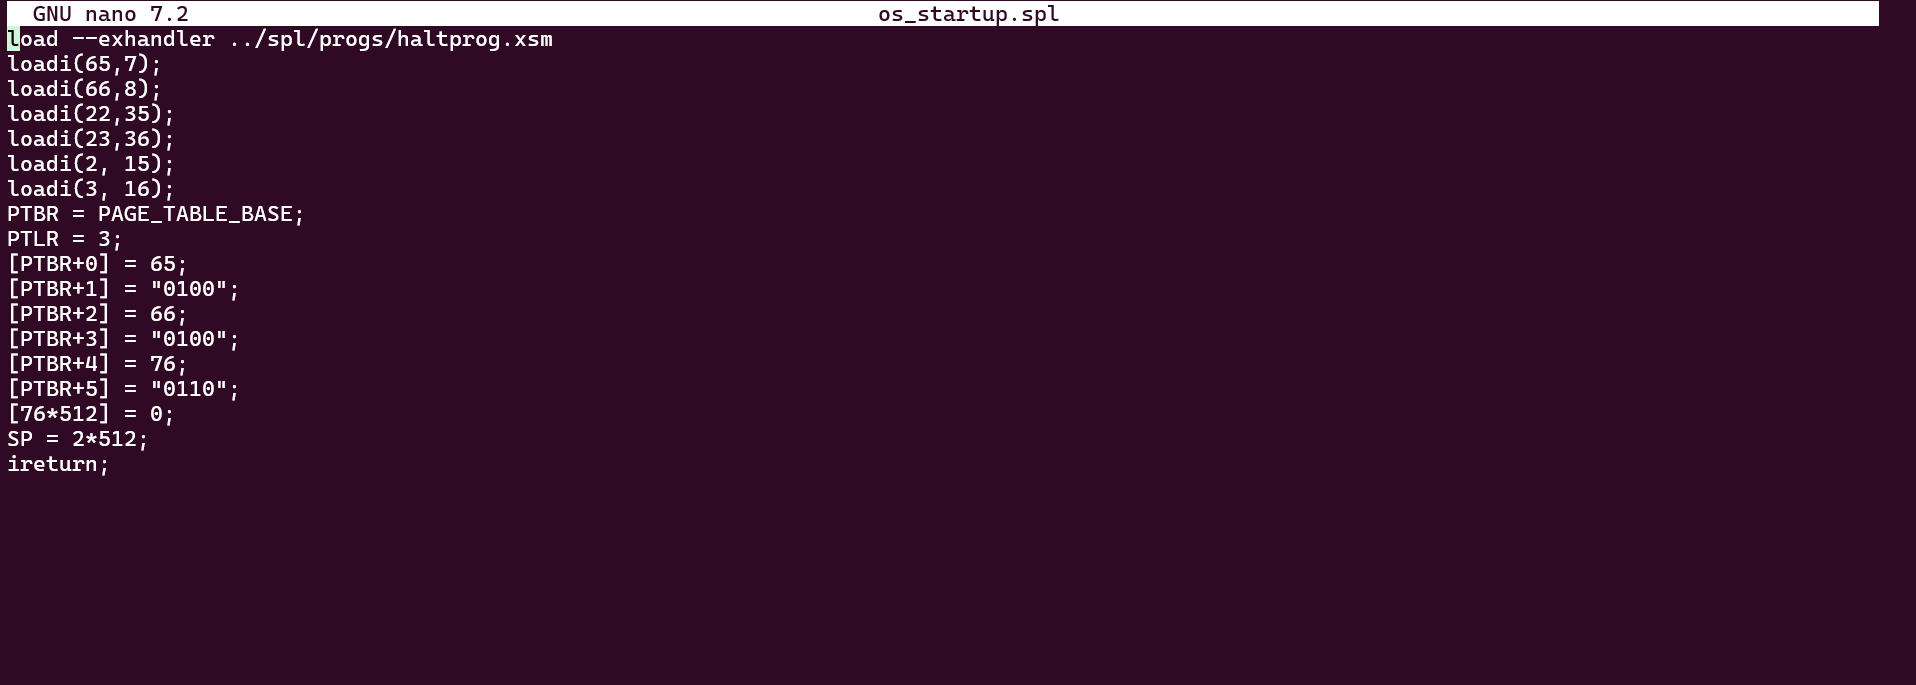 GNU nano 7.2 os_startup.spl
load --exhandler ../spl/progs/haltprog.xsm
loadi(65,7);
loadi(66,8);
loadi(22,35);
loadi(23,36);
loadi(2, 15);
loadi(3, 16);
PTBR = PAGE_TABLE_BASE;
PTLR = 3;
[PTBR+0] = 65;
[PTBR+1] = "0100";
[PTBR+2] = 66;
[PTBR+3] = "0100";
[PTBR+4] = 76;
[PTBR+5] = "0110";
[76*512] = 0;
SP = 2*512;
ireturn;